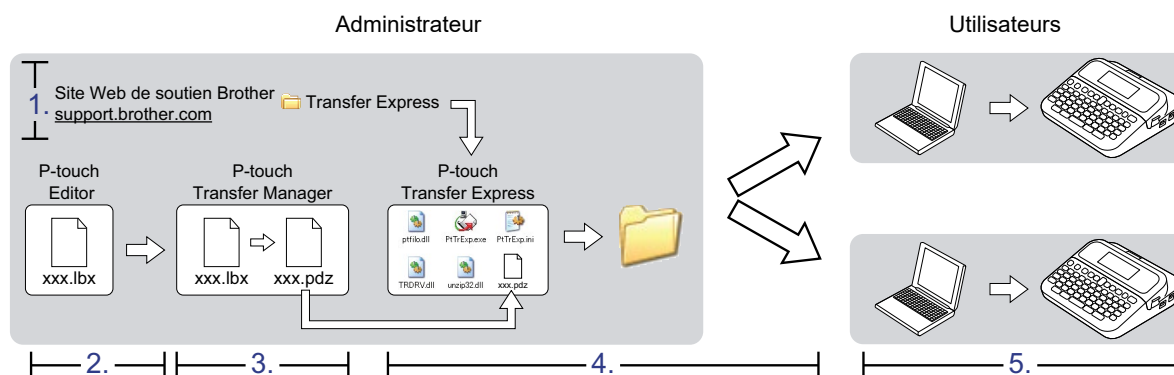 Administrateur
Utilisateurs
1.
Site Web de soutien Brother
support.brother.com
Transfer Express
P-touch
Editor
xxx.lbx
P-touch
Transfer Manager
xxx.lbx
xxx.pdz
P-touch
Transfer Express
ptfilo.dll
PtTrExp.exe
PtTrExp.ini
TRDRV.dll
unzip32.dll
xxx.pdz
2.
3.
4.
5.